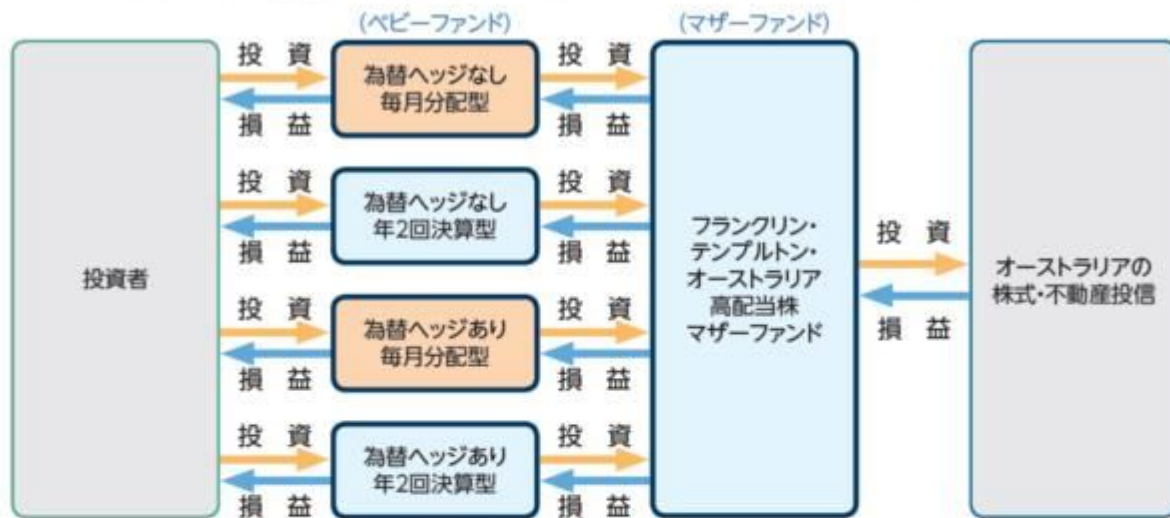 (ベビーファンド)
(マザーファンド)
投資者
投 資
損 益
為替ヘッジなし
毎月分配型
投 資
損 益
投 資
損 益
為替ヘッジなし
年2回決算型
投 資
損 益
投 資
損 益
為替ヘッジあり
毎月分配型
投 資
損 益
投 資
損 益
為替ヘッジあり
年2回決算型
投 資
損 益
フランクリン・
テンプルトン・
オーストラリア
高配当株
マザーファンド
投 資
損 益
オーストラリアの
株式・不動産投信